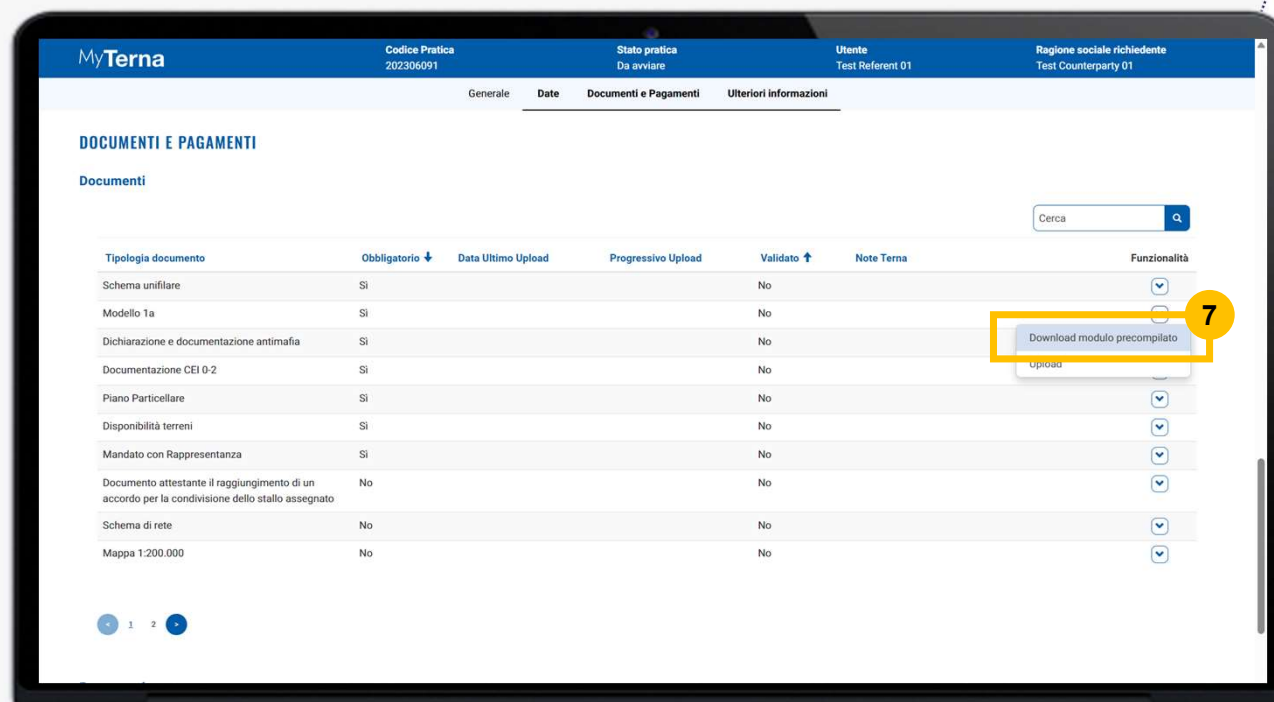 MyTerna
Codice Pratica
202306091
Stato pratica
Da avviare
Utente
Test Referent 01
Ragione sociale richiedente
Test Counterparty 01
Generale Date Documenti e Pagamenti Ulteriori informazioni
DOCUMENTI E PAGAMENTI
Documenti
Cerca
Tipologia documento Obbligatorio Data Ultimo Upload Progressivo Upload Validato Note Terna Funzionalità
Schema unifilare Sì No
Modello 1a Sì No
7
Dichiarazione e documentazione antimafia Sì No
Download modulo precompilato
Upload
Documentazione CEI 0-2 Sì No
Piano Particellare Sì No
Disponibilità terreni Sì No
Mandato con Rappresentanza Sì No
Documento attestante il raggiungimento di un No No
accordo per la condivisione dello stallo assegnato
Schema di rete No No
Mappa 1:200.000 No No
< 1 2 >